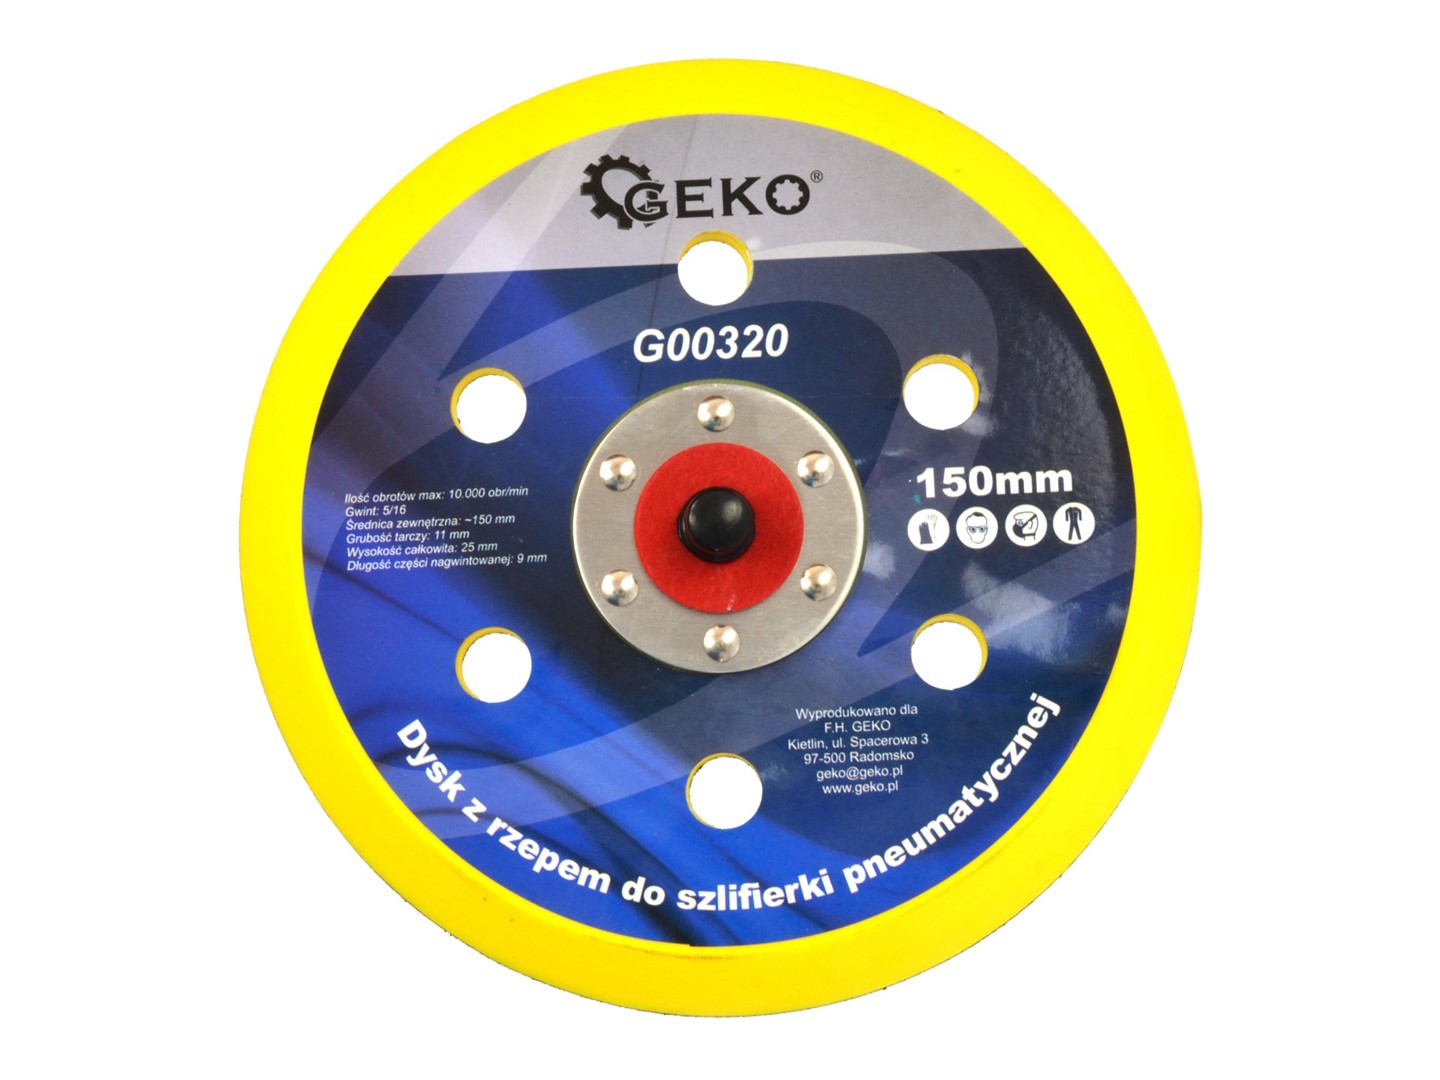 GEKO®
G00320
150mm
Ilość obrotów max: 10.000 obr/min
Gwint: 5/16
Średnica zewnętrzna: ~150 mm
Grubość tarczy: 11 mm
Wysokość całkowita: 25 mm
Długość części nagwintowanej: 9 mm
Wyprodukowano dla
F.H. GEKO
Kietlin, ul. Spacerowa 3
97-500 Radomsko
geko@geko.pl
www.geko.pl
Dysk z rzepem do szlifierki pneumatycznej